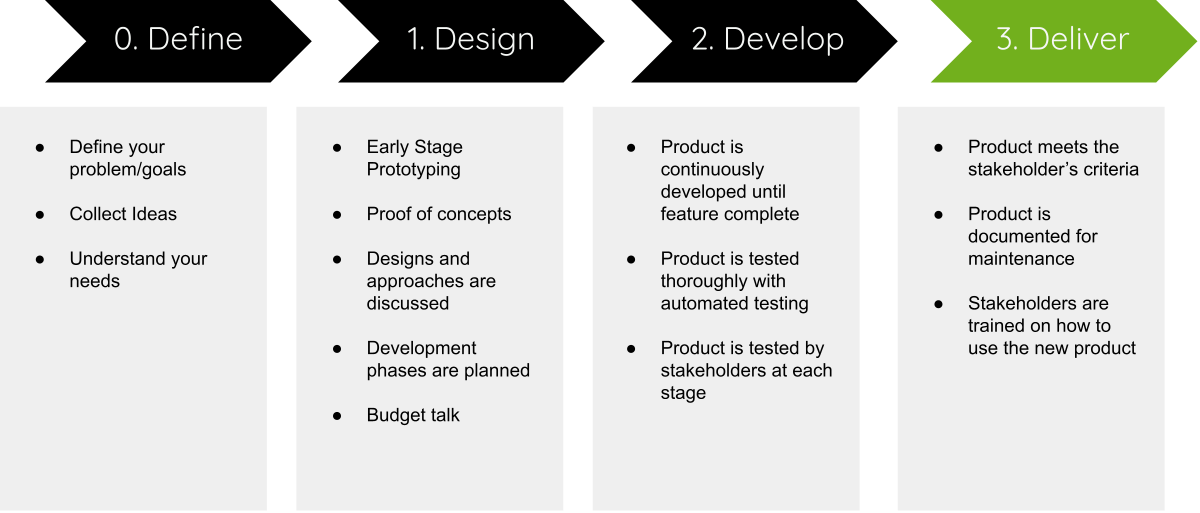 0. Define
1. Design
2. Develop
3. Deliver
● Define your
problem/goals
● Collect Ideas
● Understand your
needs
● Early Stage
Prototyping
● Proof of concepts
● Designs and
approaches are
discussed
● Development
phases are planned
● Budget talk
● Product is
continuously
developed until
feature complete
● Product is tested
thoroughly with
automated testing
● Product is tested by
stakeholders at each
stage
● Product meets the
stakeholder’s criteria
● Product is
documented for
maintenance
● Stakeholders are
trained on how to
use the new product